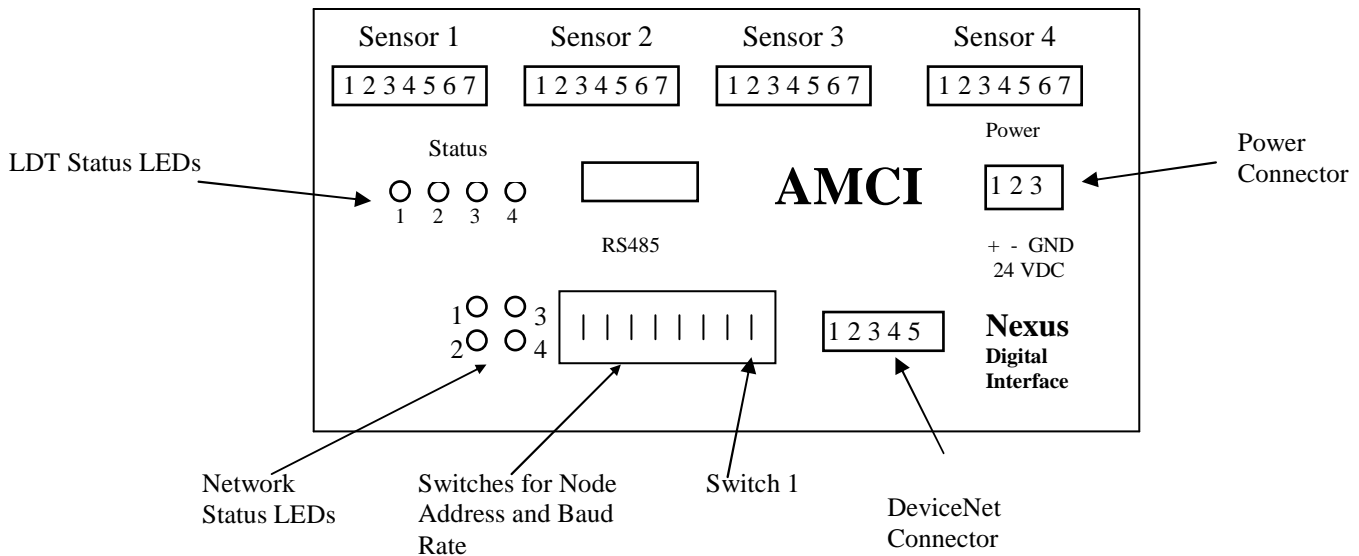 Sensor 1 Sensor 2 Sensor 3 Sensor 4
1 2 3 4 5 6 7 1 2 3 4 5 6 7 1 2 3 4 5 6 7 1 2 3 4 5 6 7
Power
LDT Status LEDs
Status
Power
Connector
AMCI
1 2 3
1 2 3 4
RS485
+ - GND
24 VDC
1 3
2 4
1 2 3 4 5
Nexus
Digital
Interface
Network
Status LEDs
Switches for Node
Address and Baud
Rate
Switch 1
DeviceNet
Connector